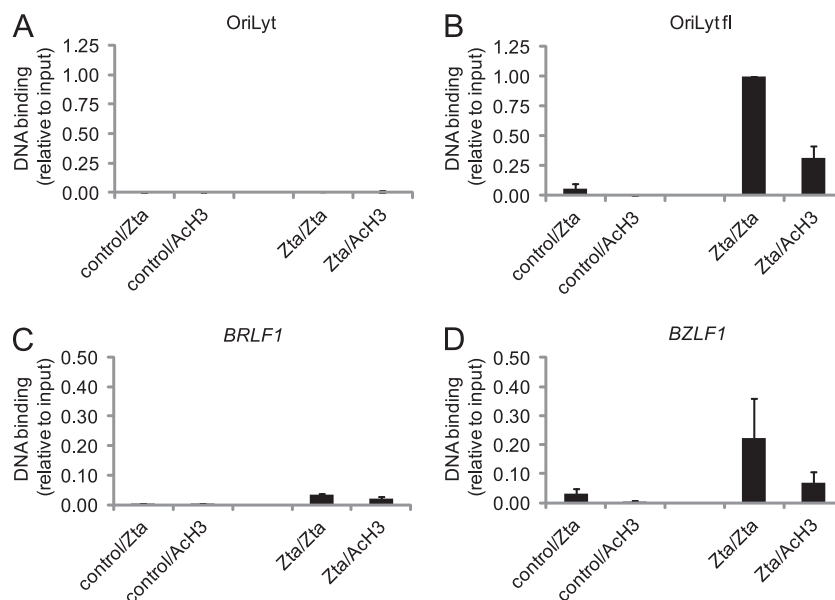 A
OriLyt
DNA binding
(relative to input)
1.25
1.00
0.75
0.50
0.25
0.00
control/Zta
control/AcH3
Zta/Zta
Zta/AcH3
B
OriLyt fl
DNA binding
(relative to input)
1.25
1.00
0.75
0.50
0.25
0.00
control/Zta
control/AcH3
Zta/Zta
Zta/AcH3
C
BRLF1
DNA binding
(relative to input)
0.50
0.40
0.30
0.20
0.10
0.00
control/Zta
control/AcH3
Zta/Zta
Zta/AcH3
D
BZLF1
DNA binding
(relative to input)
0.50
0.40
0.30
0.20
0.10
0.00
control/Zta
control/AcH3
Zta/Zta
Zta/AcH3